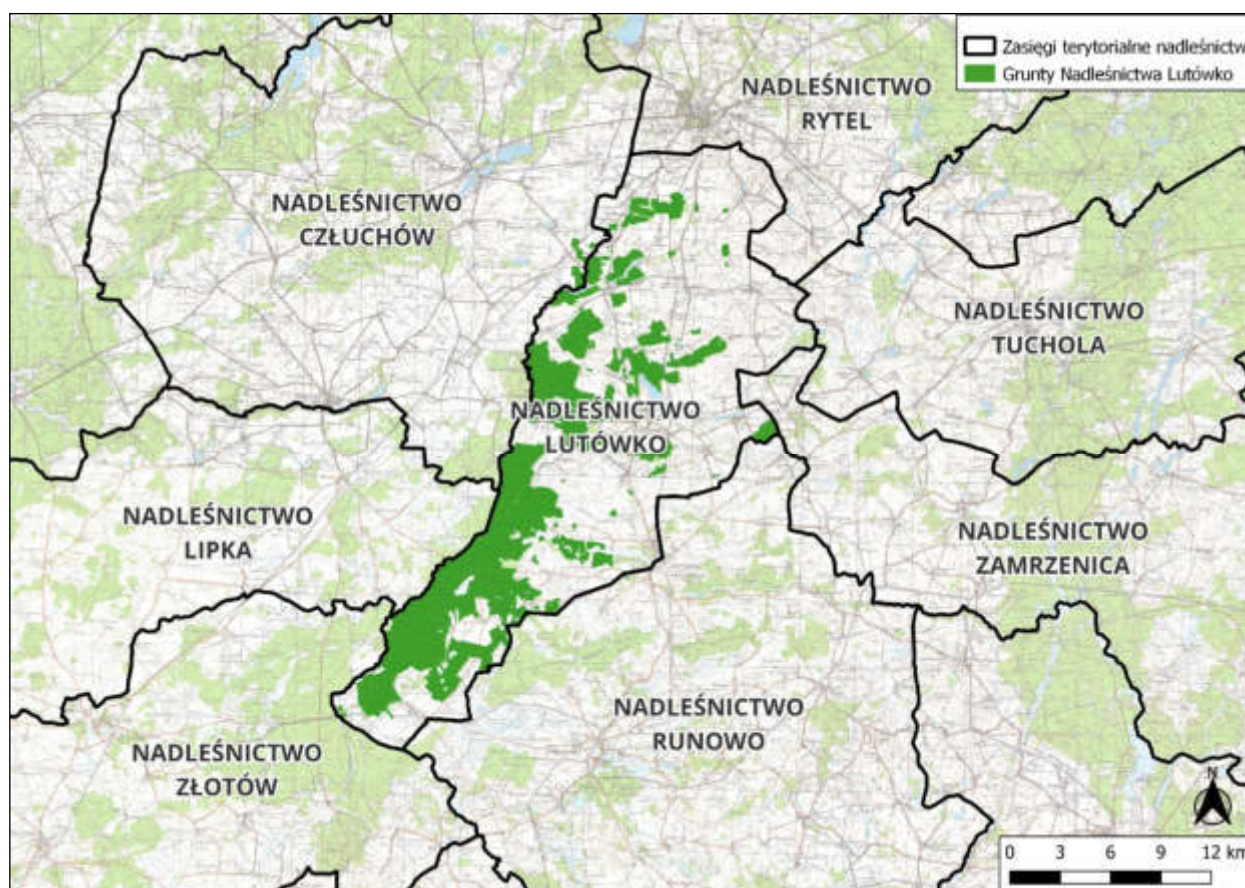 Zasięgi terytorialne nadleśnictw
Grunty Nadleśnictwa Lutówko
NADLEŚNICTWO
RYTEL
NADLEŚNICTWO
CZŁUCHÓW
NADLEŚNICTWO
TUCHOLA
NADLEŚNICTWO
LUTÓWKO
NADLEŚNICTWO
LIPKA
NADLEŚNICTWO
ZAMRZENICA
NADLEŚNICTWO
RUNOWO
NADLEŚNICTWO
ZŁOTÓW
N
0 3 6 9 12 km